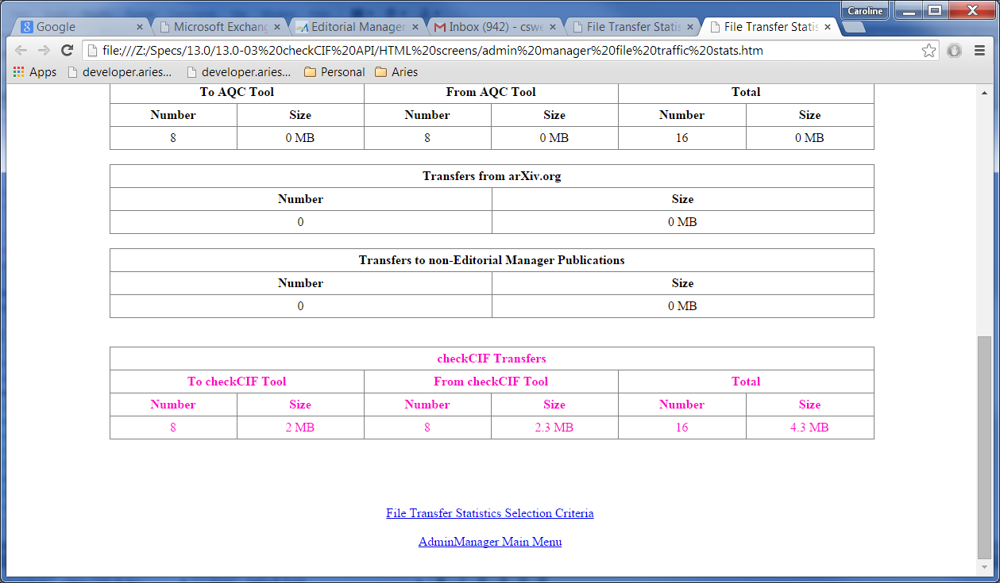 Caroline
Google
Microsoft Exchang
Editorial Manager
Inbox (942) - cswe
File Transfer Statis
File Transfer Statis
file:///Z:/Specs/13.0/13.0-03%20checkCIF%20API/HTML%20screens/admin%20manager%20file%20traffic%20stats.htm
Apps developer.aries... developer.aries... Personal Aries
To AQC Tool From AQC Tool Total
Number Size Number Size Number Size
8 0 MB 8 0 MB 16 0 MB
Transfers from arXiv.org
Number Size
0 0 MB
Transfers to non-Editorial Manager Publications
Number Size
0 0 MB
checkCIF Transfers
To checkCIF Tool From checkCIF Tool Total
Number Size Number Size Number Size
8 2 MB 8 2.3 MB 16 4.3 MB
File Transfer Statistics Selection Criteria
AdminManager Main Menu